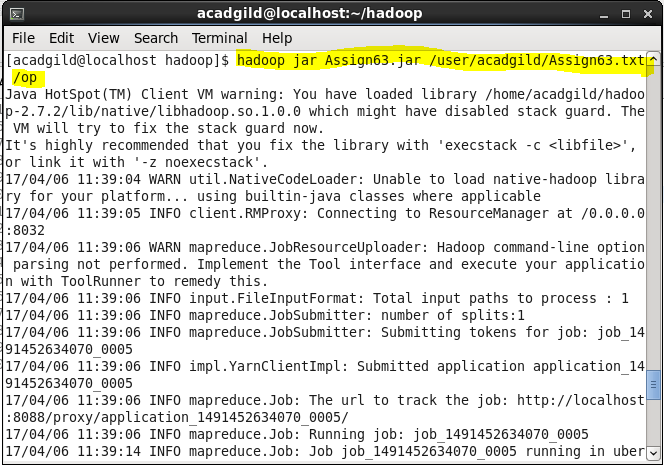 acadgild@localhost:~/hadoop
File Edit View Search Terminal Help
[acadgild@localhost hadoop]$ hadoop jar Assign63.jar /user/acadgild/Assign63.txt
/op
Java HotSpot(TM) Client VM warning: You have loaded library /home/acadgild/hadoo
p-2.7.2/lib/native/libhadoop.so.1.0.0 which might have disabled stack guard. The
 VM will try to fix the stack guard now.
It's highly recommended that you fix the library with 'execstack -c <libfile>',
or link it with '-z noexecstack'.
17/04/06 11:39:04 WARN util.NativeCodeLoader: Unable to load native-hadoop libra
ry for your platform... using builtin-java classes where applicable
17/04/06 11:39:05 INFO client.RMProxy: Connecting to ResourceManager at /0.0.0.0
:8032
17/04/06 11:39:06 WARN mapreduce.JobResourceUploader: Hadoop command-line option
 parsing not performed. Implement the Tool interface and execute your applicatio
n with ToolRunner to remedy this.
17/04/06 11:39:06 INFO input.FileInputFormat: Total input paths to process : 1
17/04/06 11:39:06 INFO mapreduce.JobSubmitter: number of splits:1
17/04/06 11:39:06 INFO mapreduce.JobSubmitter: Submitting tokens for job: job_14
91452634070_0005
17/04/06 11:39:06 INFO impl.YarnClientImpl: Submitted application application_14
91452634070_0005
17/04/06 11:39:06 INFO mapreduce.Job: The url to track the job: http://localhost
:8088/proxy/application_1491452634070_0005/
17/04/06 11:39:06 INFO mapreduce.Job: Running job: job_1491452634070_0005
17/04/06 11:39:14 INFO mapreduce.Job: Job job_1491452634070_0005 running in uber